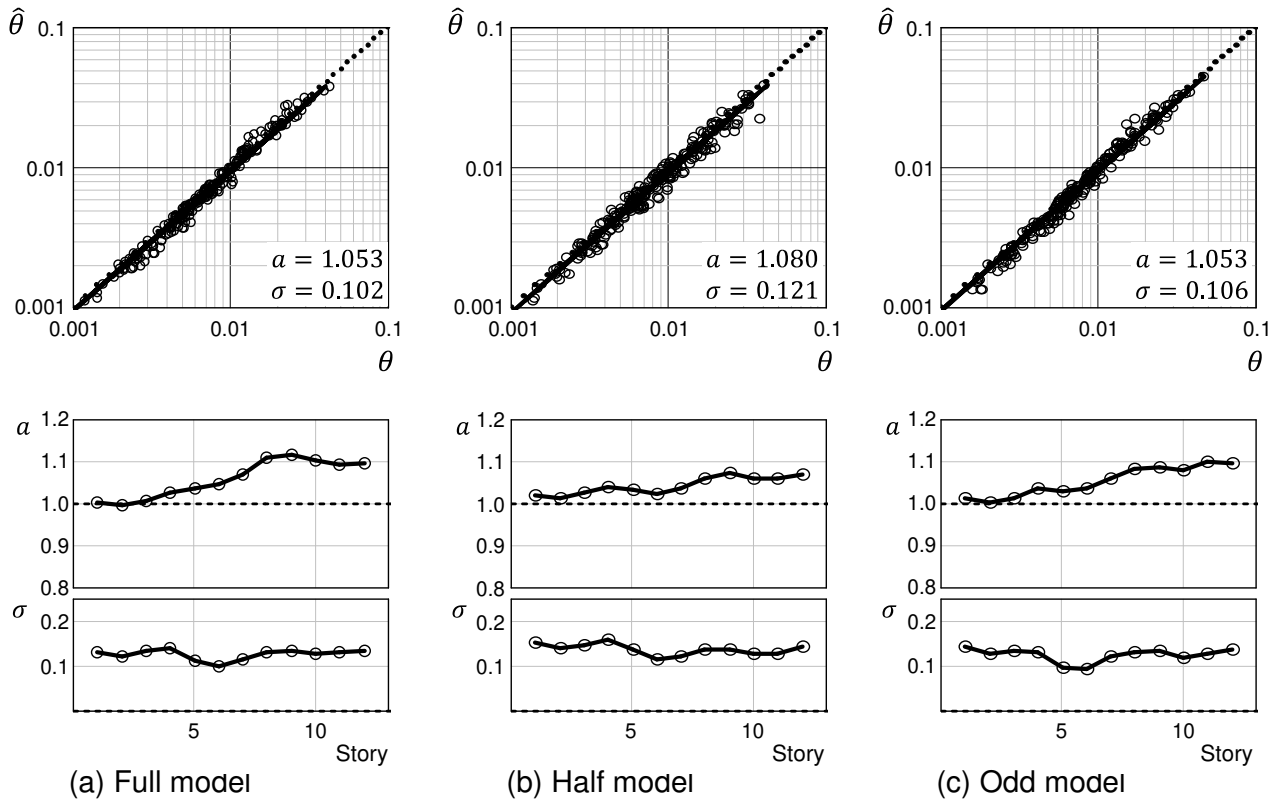 θ̂ 0.1
0.01
a = 1.053
σ = 0.102
0.001
0.001 0.01 0.1
θ
θ̂ 0.1
0.01
a = 1.080
σ = 0.121
0.001
0.001 0.01 0.1
θ
θ̂ 0.1
0.01
a = 1.053
σ = 0.106
0.001
0.001 0.01 0.1
θ
a 1.2
1.1
1.0
0.9
0.8
σ 0.2
0.1
5 10
Story
(a) Full model
a 1.2
1.1
1.0
0.9
0.8
σ 0.2
0.1
5 10
Story
(b) Half model
a 1.2
1.1
1.0
0.9
0.8
σ 0.2
0.1
5 10
Story
(c) Odd model